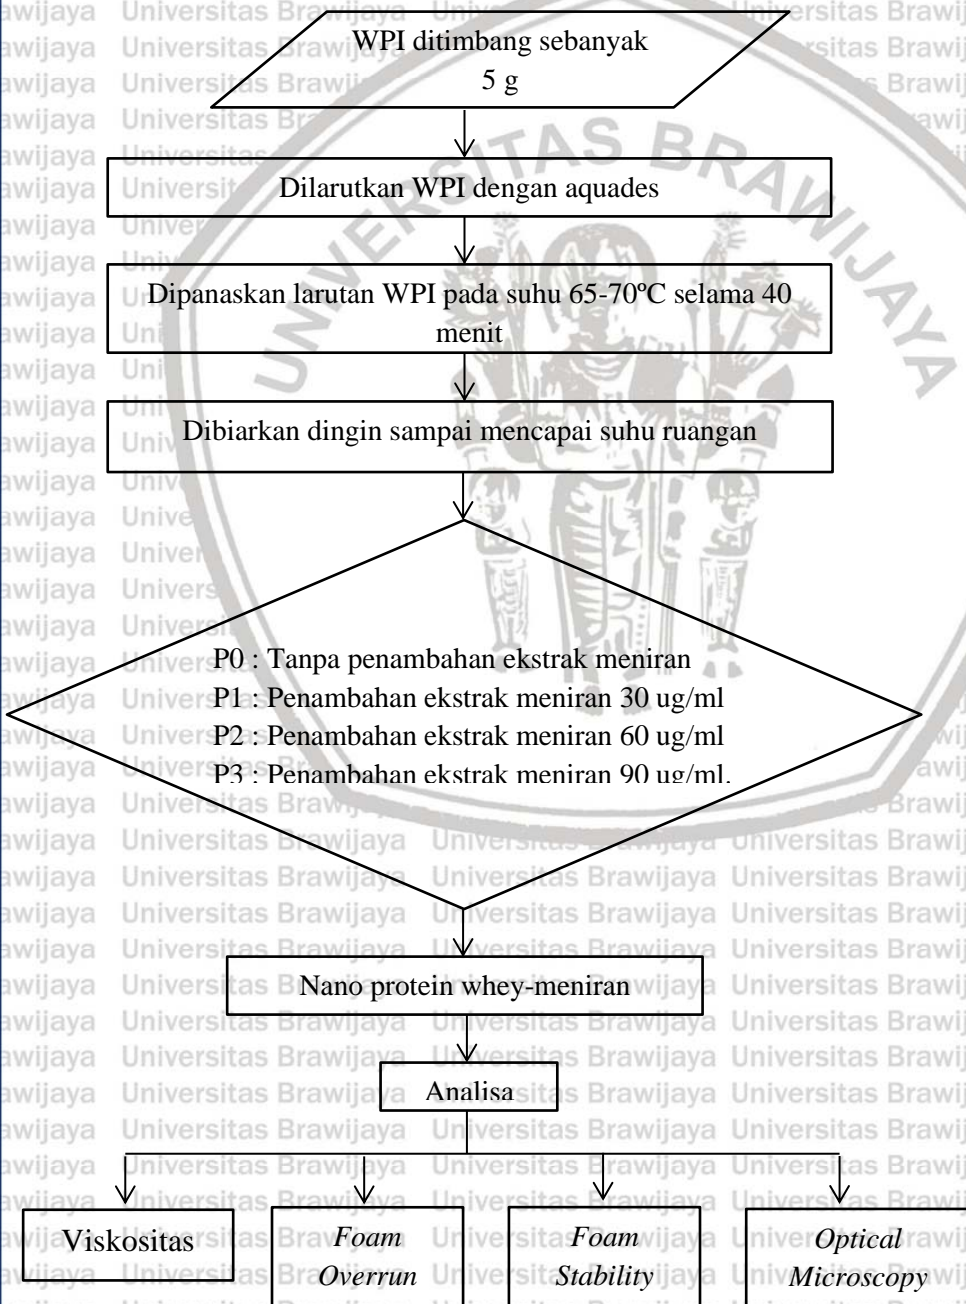 WPI ditimbang sebanyak
5 g
Dilarutkan WPI dengan aquades
Dipanaskan larutan WPI pada suhu 65-70ºC selama 40
menit
Dibiarkan dingin sampai mencapai suhu ruangan
P0 : Tanpa penambahan ekstrak meniran
P1 : Penambahan ekstrak meniran 30 ug/ml
P2 : Penambahan ekstrak meniran 60 ug/ml
P3 : Penambahan ekstrak meniran 90 ug/ml.
Nano protein whey-meniran
Analisa
Viskositas
Foam
Overrun
Foam
Stability
Optical
Microscopy
UNIVERSITAS BRAWIJAYA